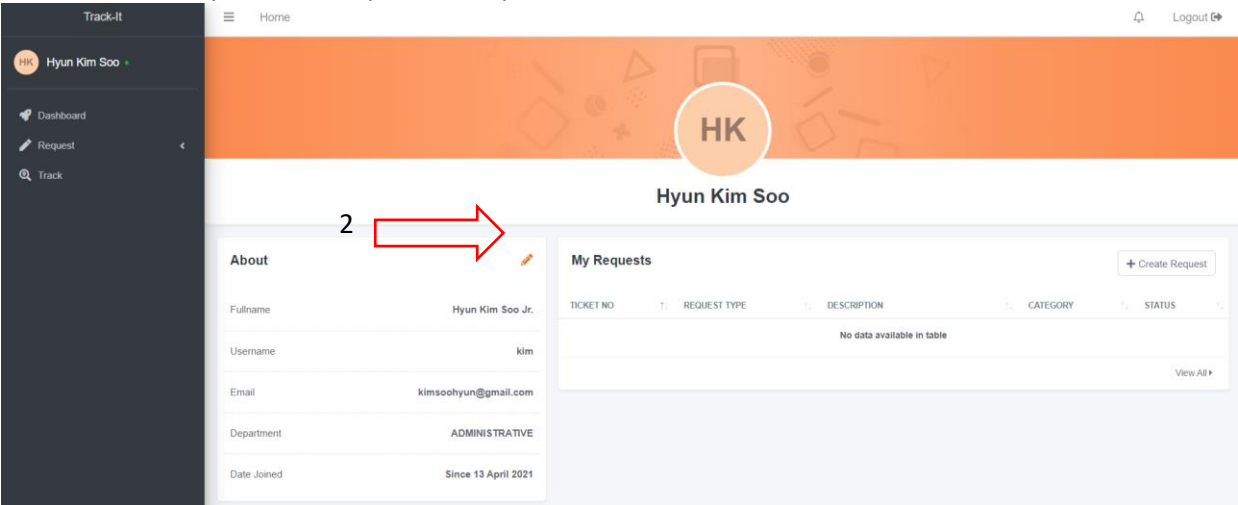 Track-It
Home
Logout
HK Hyun Kim Soo
Dashboard
Request
Track
HK
Hyun Kim Soo
2
About
Fullname Hyun Kim Soo Jr.
Username kim
Email kimsoohyun@gmail.com
Department ADMINISTRATIVE
Date Joined Since 13 April 2021
My Requests
+ Create Request
TICKET NO REQUEST TYPE DESCRIPTION CATEGORY STATUS
No data available in table
View All